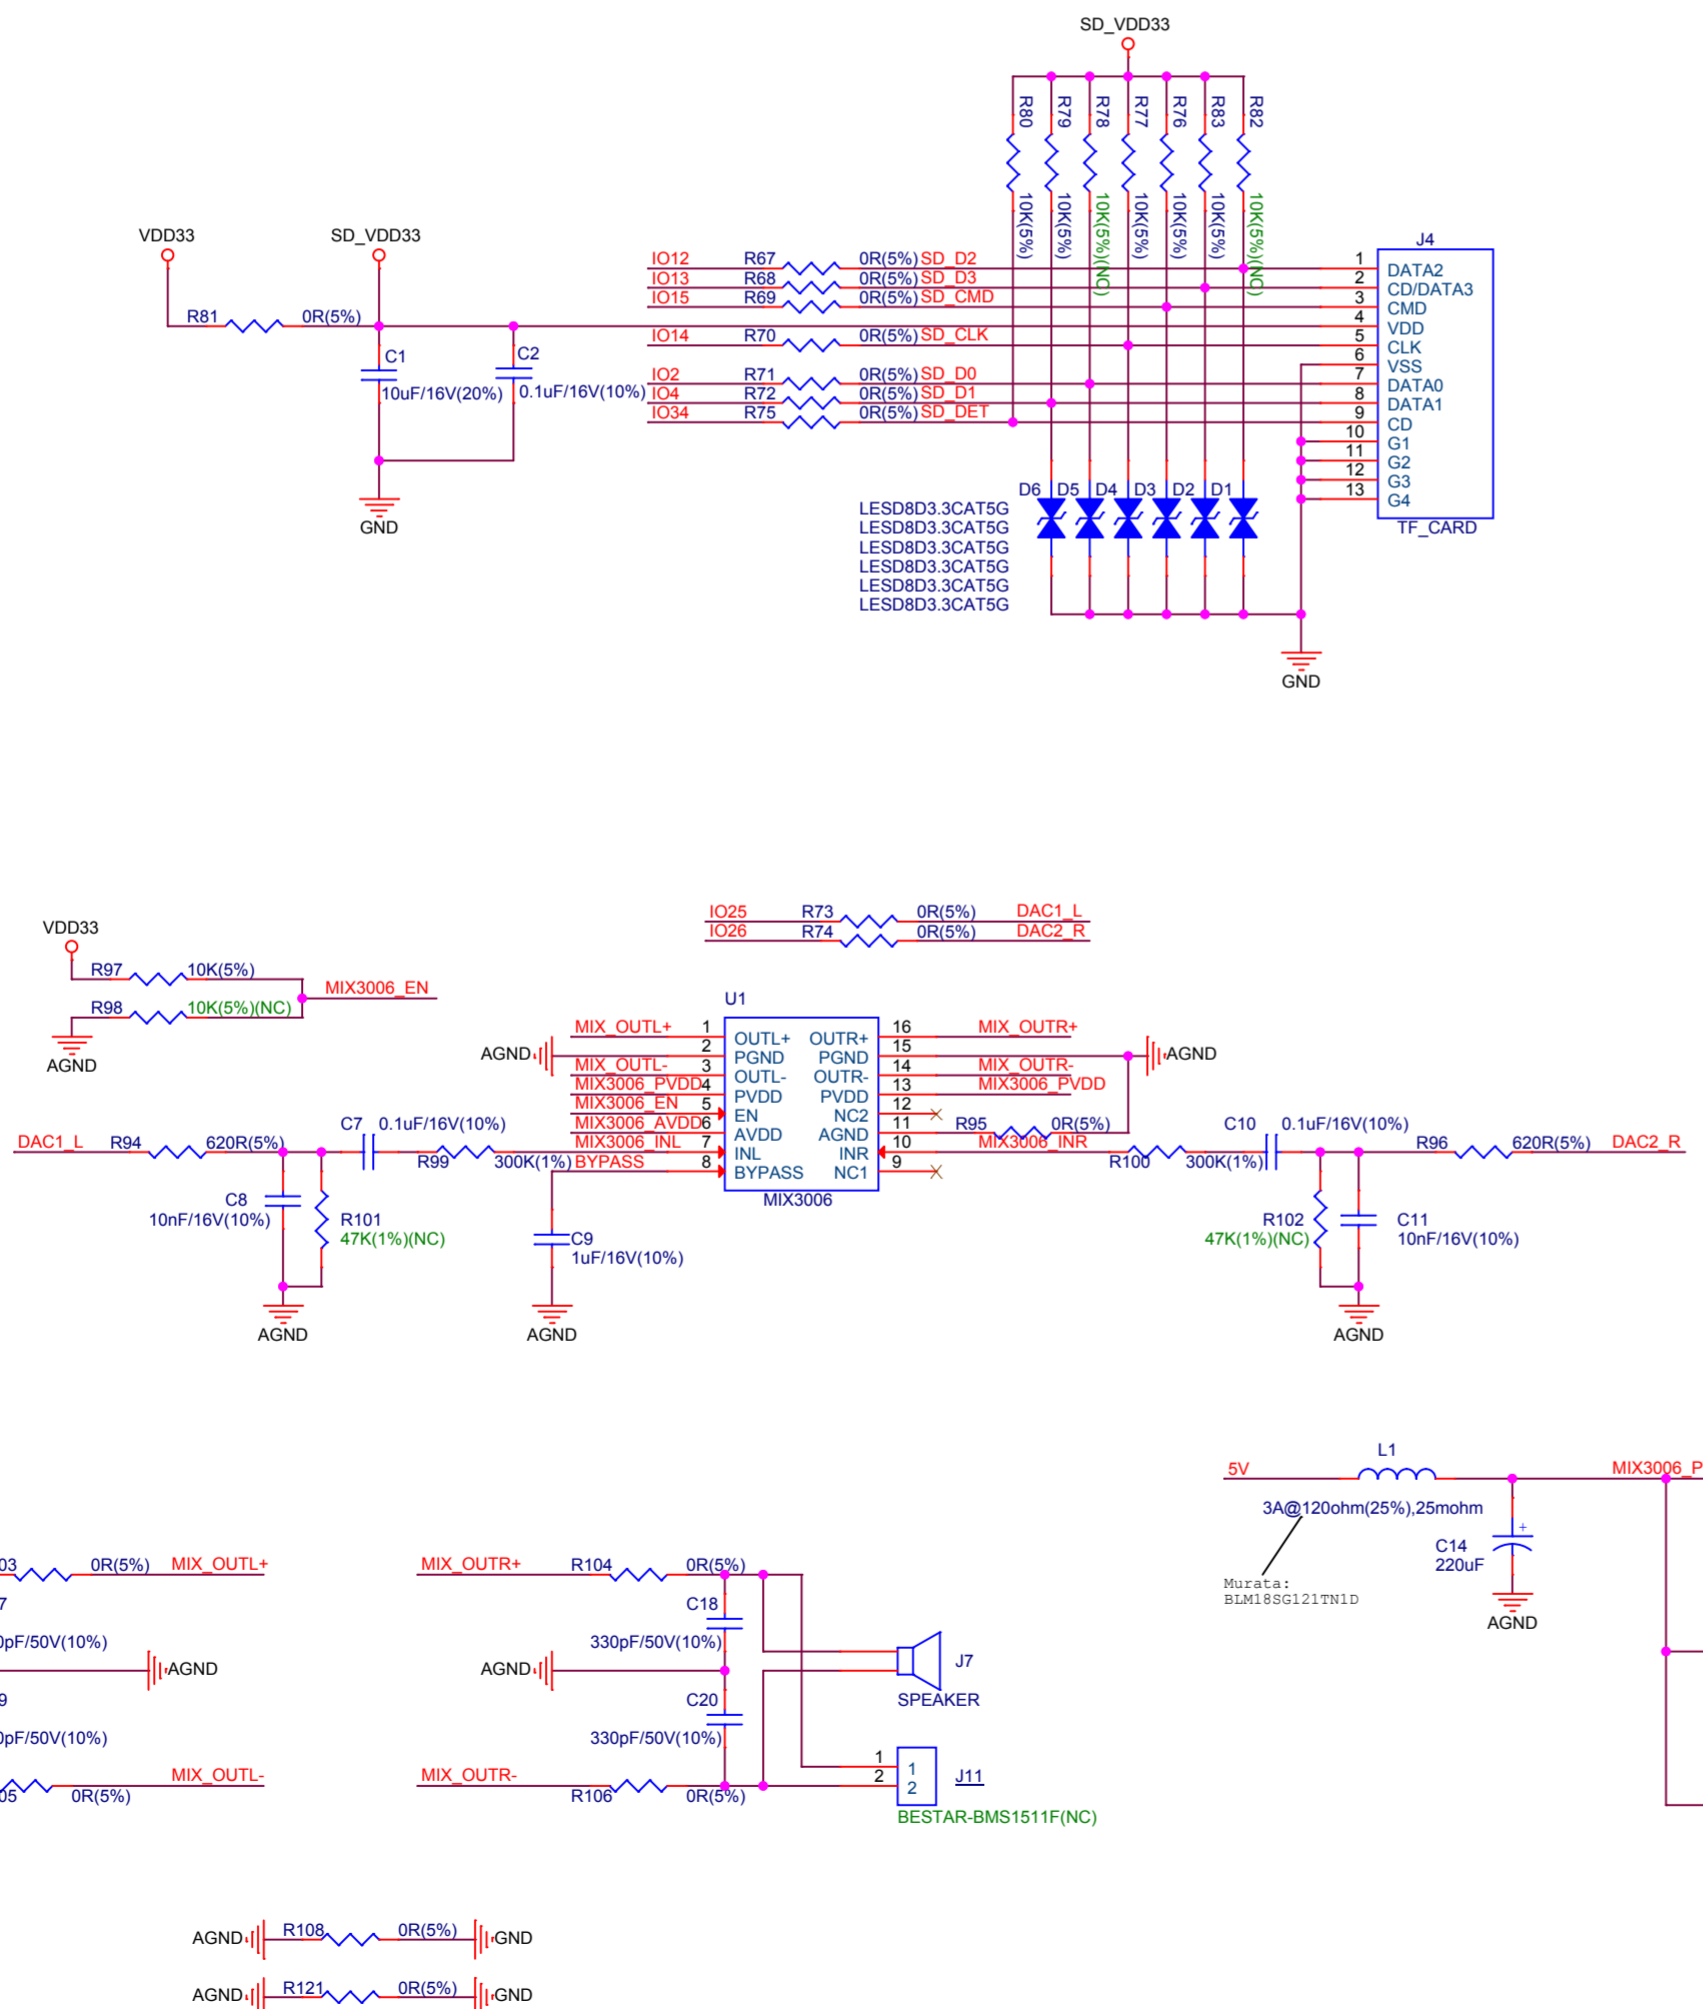 SD_VDD33
R80 R79 R78 R77 R76 R83 R82
10K(5%) 10K(5%) 10K(5%)(NC) 10K(5%) 10K(5%) 10K(5%) 10K(5%)(NC)
VDD33 SD_VDD33
R81 0R(5%)
C1
10uF/16V(20%)
C2
0.1uF/16V(10%)
GND
IO12 R67 0R(5%) SD_D2
IO13 R68 0R(5%) SD_D3
IO15 R69 0R(5%) SD_CMD
IO14 R70 0R(5%) SD_CLK
IO2 R71 0R(5%) SD_D0
IO4 R72 0R(5%) SD_D1
IO34 R75 0R(5%) SD_DET
J4
1 DATA2
2 CD/DATA3
3 CMD
4 VDD
5 CLK
6 VSS
7 DATA0
8 DATA1
9 CD
10 G1
11 G2
12 G3
13 G4
TF_CARD
D6 D5 D4 D3 D2 D1
LESD8D3.3CAT5G
LESD8D3.3CAT5G
LESD8D3.3CAT5G
LESD8D3.3CAT5G
LESD8D3.3CAT5G
LESD8D3.3CAT5G
GND
IO25 R73 0R(5%) DAC1_L
IO26 R74 0R(5%) DAC2_R
VDD33
R97 10K(5%)
MIX3006_EN
R98 10K(5%)(NC)
AGND
U1
MIX_OUTL+ 1 OUTL+ OUTR+ 16 MIX_OUTR+
AGND 2 PGND PGND 15 AGND
MIX_OUTL- 3 OUTL- OUTR- 14 MIX_OUTR-
MIX3006_PVDD 4 PVDD PVDD 13 MIX3006_PVDD
MIX3006_EN 5 EN NC2 12
MIX3006_AVDD 6 AVDD AGND 11 R95 0R(5%)
MIX3006_INL 7 INL INR 10 MIX3006_INR
BYPASS 8 BYPASS NC1 9
MIX3006
DAC1_L R94 620R(5%) C7 0.1uF/16V(10%) R99 300K(1%)
C8
10nF/16V(10%)
R101
47K(1%)(NC)
AGND
C9
1uF/16V(10%)
AGND
R100 300K(1%) C10 0.1uF/16V(10%) R96 620R(5%) DAC2_R
R102
47K(1%)(NC)
C11
10nF/16V(10%)
AGND
5V L1 MIX3006_P
3A@120ohm(25%),25mohm
C14
220uF
Murata:
BLM18SG121TN1D
AGND
03 0R(5%) MIX_OUTL+
7
0pF/50V(10%)
AGND
9
0pF/50V(10%)
05 0R(5%) MIX_OUTL-
MIX_OUTR+ R104 0R(5%)
C18
330pF/50V(10%)
AGND
C20
330pF/50V(10%)
MIX_OUTR- R106 0R(5%)
J7
SPEAKER
1 1
2 2
J11
BESTAR-BMS1511F(NC)
AGND R108 0R(5%) GND
AGND R121 0R(5%) GND